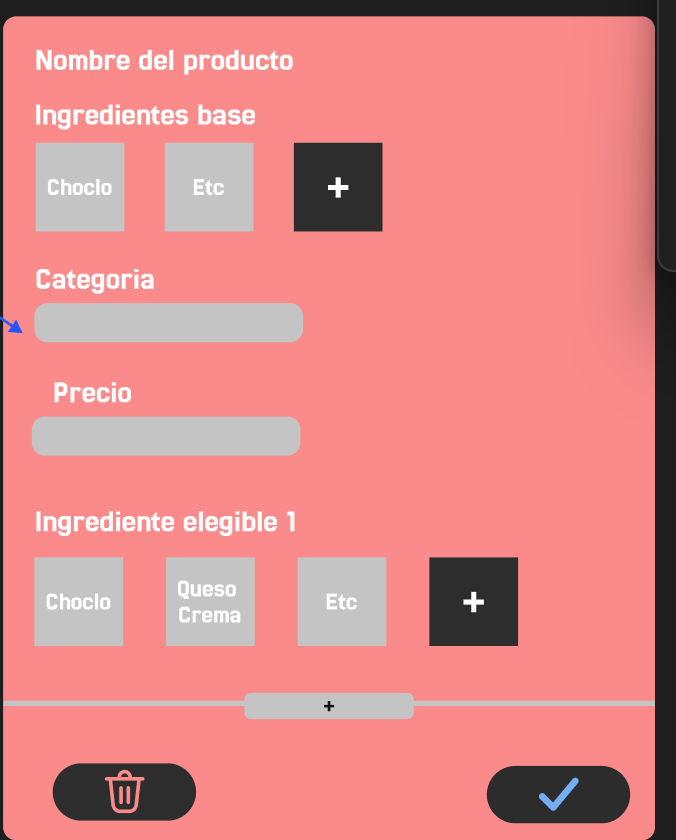 Nombre del producto
Ingredientes base
Choclo
Etc
+
Categoria
Precio
Ingrediente elegible 1
Choclo
Queso
Crema
Etc
+
+